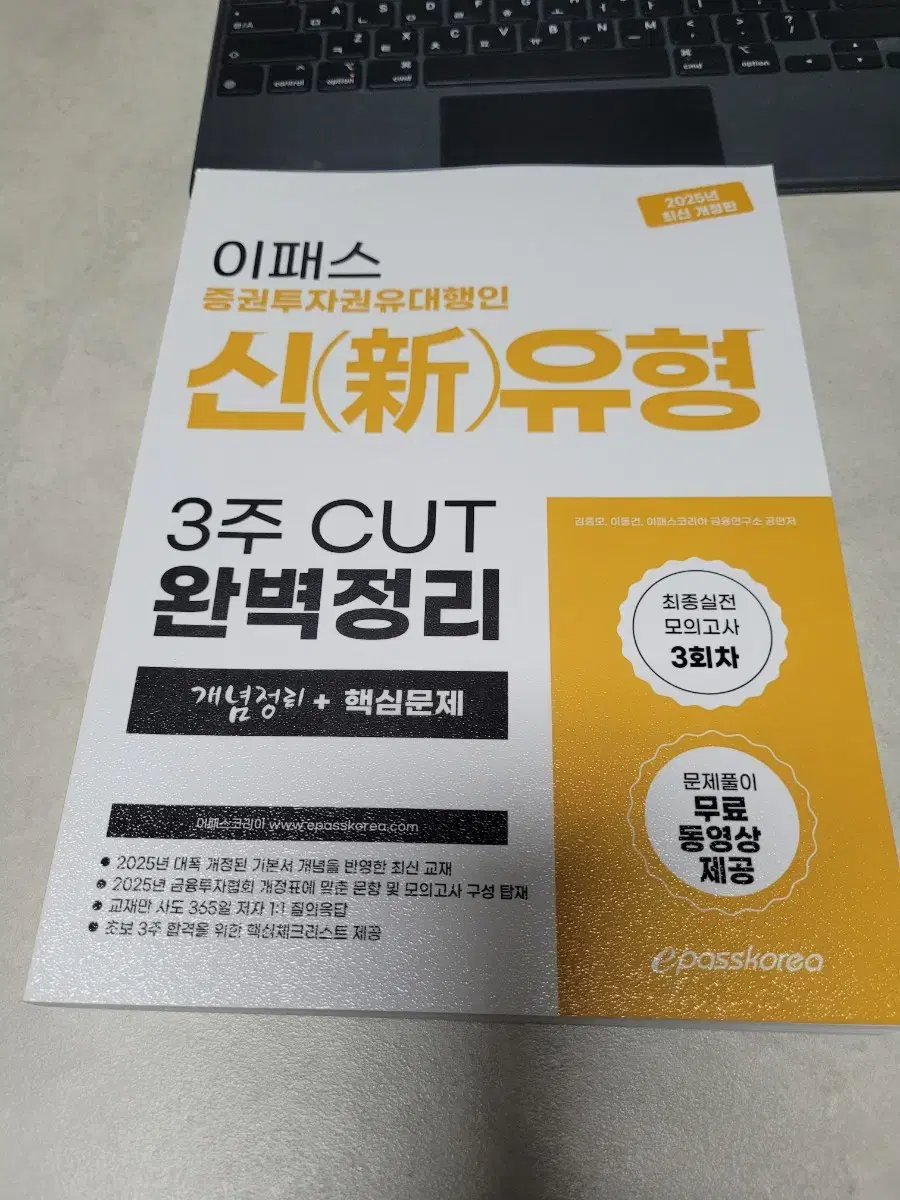 control
option
cmd
cmd
option
2025년
최신 개정판
이패스
증권투자권유대행인
신(新)유형
3주 CUT
완벽정리
개념정리 + 핵심문제
이패스코리아 www.epasskorea.com
• 2025년 대폭 개정된 기본서 개념을 반영한 최신 교재
• 2025년 금융투자협회 개정표에 맞춘 문항 및 모의고사 구성 탑재
• 교재만 사도 365일 저자 1:1 질의응답
• 초보 3주 합격을 위한 핵심체크리스트 제공
김종모, 이동건, 이패스코리아 금융연구소 공편저
최종실전
모의고사
3회차
문제풀이
무료
동영상
제공
epasskorea